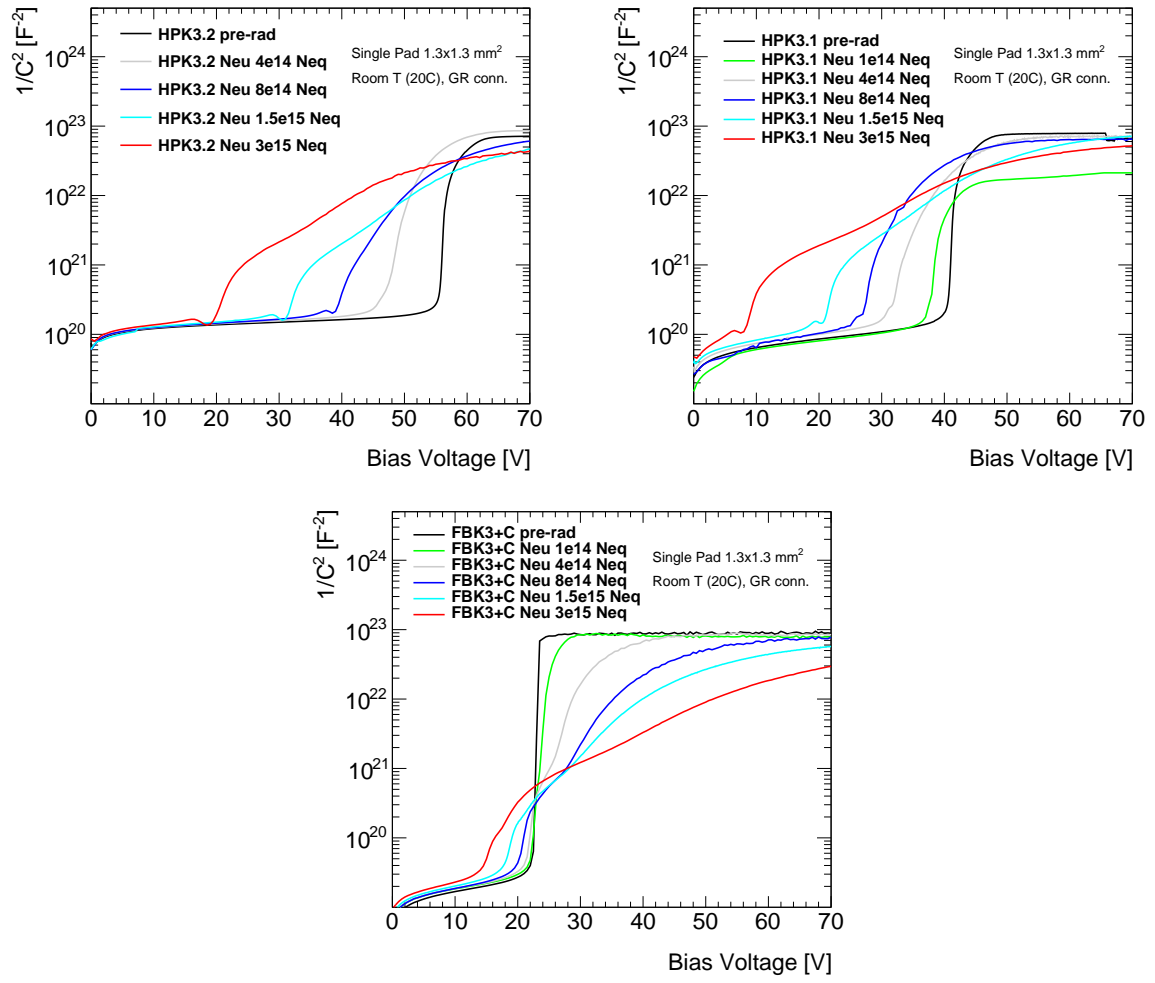 1/C² [F⁻²]
HPK3.2 pre-rad
HPK3.2 Neu 4e14 Neq
HPK3.2 Neu 8e14 Neq
HPK3.2 Neu 1.5e15 Neq
HPK3.2 Neu 3e15 Neq
Single Pad 1.3x1.3 mm²
Room T (20C), GR conn.
10²⁴
10²³
10²²
10²¹
10²⁰
0 10 20 30 40 50 60 70
Bias Voltage [V]
1/C² [F⁻²]
HPK3.1 pre-rad
HPK3.1 Neu 1e14 Neq
HPK3.1 Neu 4e14 Neq
HPK3.1 Neu 8e14 Neq
HPK3.1 Neu 1.5e15 Neq
HPK3.1 Neu 3e15 Neq
Single Pad 1.3x1.3 mm²
Room T (20C), GR conn.
10²⁴
10²³
10²²
10²¹
10²⁰
0 10 20 30 40 50 60 70
Bias Voltage [V]
1/C² [F⁻²]
FBK3+C pre-rad
FBK3+C Neu 1e14 Neq
FBK3+C Neu 4e14 Neq
FBK3+C Neu 8e14 Neq
FBK3+C Neu 1.5e15 Neq
FBK3+C Neu 3e15 Neq
Single Pad 1.3x1.3 mm²
Room T (20C), GR conn.
10²⁴
10²³
10²²
10²¹
10²⁰
0 10 20 30 40 50 60 70
Bias Voltage [V]